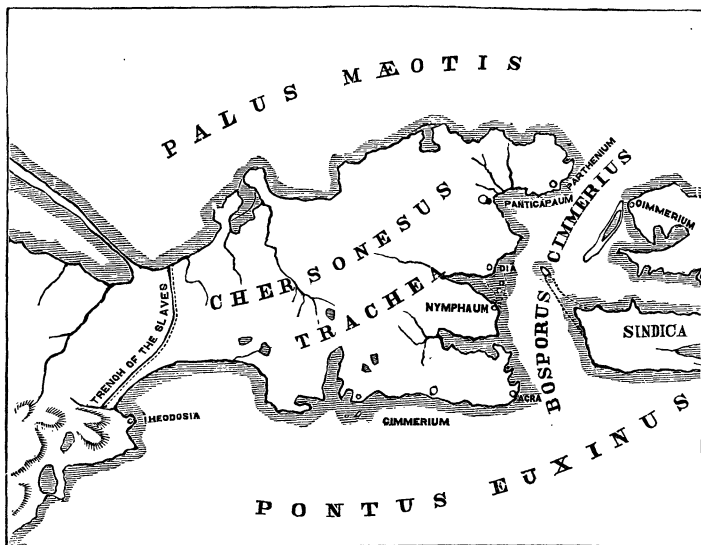 PALUS MÆOTIS
PARTHENIUM
PANTICAPAUM
BOSPORUS CIMMERIUS
CIMMERIUM
CHERSONESUS
TRACHEA
DIA
NYMPHAUM
SINDICA
TRENCH OF THE SLAVES
THEODOSIA
ACRA
CIMMERIUM
PONTUS EUXINUS